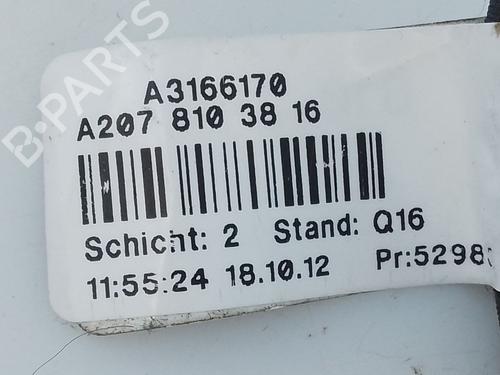 A3166170
A207 810 38 16
Schicht: 2 Stand: Q16
11:55:24 18.10.12 Pr:5298
B-PARTS